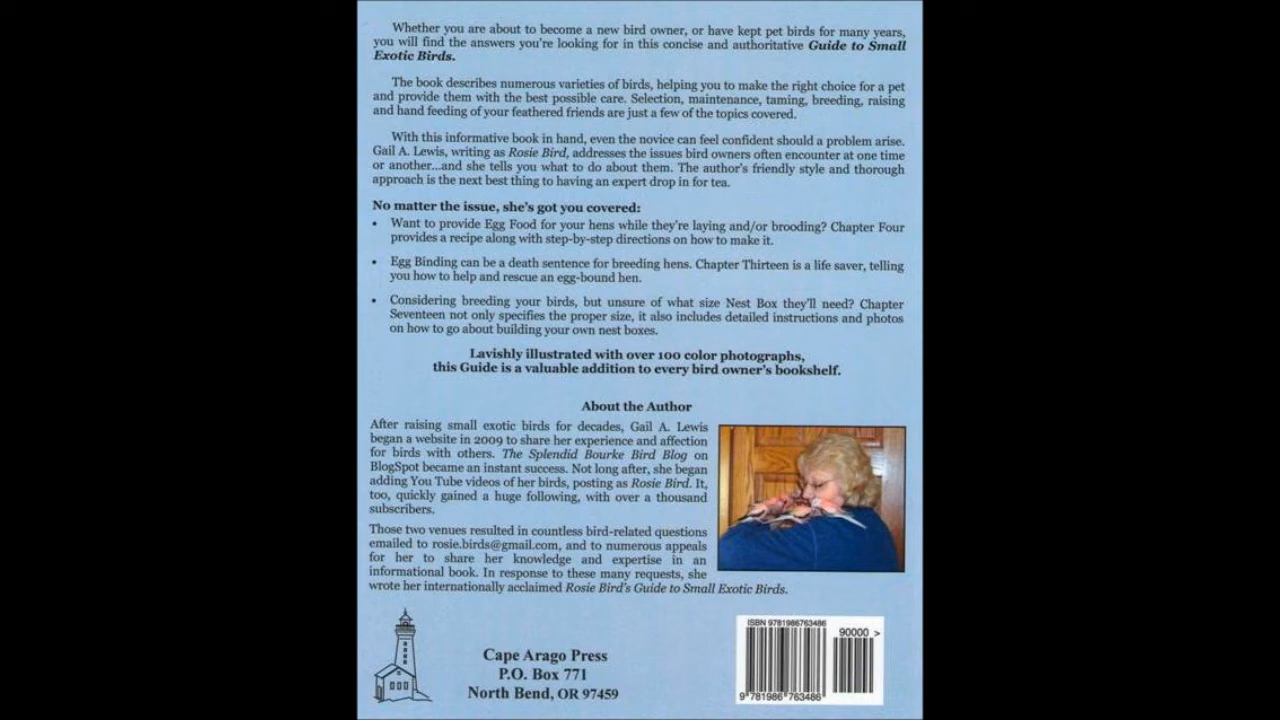 Whether you are about to become a new bird owner, or have kept pet birds for many years,
you will find the answers you're looking for in this concise and authoritative Guide to Small
Exotic Birds.
The book describes numerous varieties of birds, helping you to make the right choice for a pet
and provide them with the best possible care. Selection, maintenance, taming, breeding, raising
and hand feeding of your feathered friends are just a few of the topics covered.
With this informative book in hand, even the novice can feel confident should a problem arise.
Gail A. Lewis, writing as Rosie Bird, addresses the issues bird owners often encounter at one time
or another...and she tells you what to do about them. The author's friendly style and thorough
approach is the next best thing to having an expert drop in for tea.
No matter the issue, she's got you covered:
• Want to provide Egg Food for your hens while they're laying and/or brooding? Chapter Four
provides a recipe along with step-by-step directions on how to make it.
• Egg Binding can be a death sentence for breeding hens. Chapter Thirteen is a life saver, telling
you how to help and rescue an egg-bound hen.
• Considering breeding your birds, but unsure of what size Nest Box they'll need? Chapter
Seventeen not only specifies the proper size, it also includes detailed instructions and photos
on how to go about building your own nest boxes.
Lavishly illustrated with over 100 color photographs,
this Guide is a valuable addition to every bird owner's bookshelf.
About the Author
After raising small exotic birds for decades, Gail A. Lewis
began a website in 2009 to share her experience and affection
for birds with others. The Splendid Bourke Bird Blog on
BlogSpot became an instant success. Not long after, she began
adding You Tube videos of her birds, posting as Rosie Bird. It,
too, quickly gained a huge following, with over a thousand
subscribers.
Those two venues resulted in countless bird-related questions
emailed to rosie.birds@gmail.com, and to numerous appeals
for her to share her knowledge and expertise in an
informational book. In response to these many requests, she
wrote her internationally acclaimed Rosie Bird's Guide to Small Exotic Birds.
Cape Arago Press
P.O. Box 771
North Bend, OR 97459
ISBN 9781986763486
90000 >
9 781986 763486